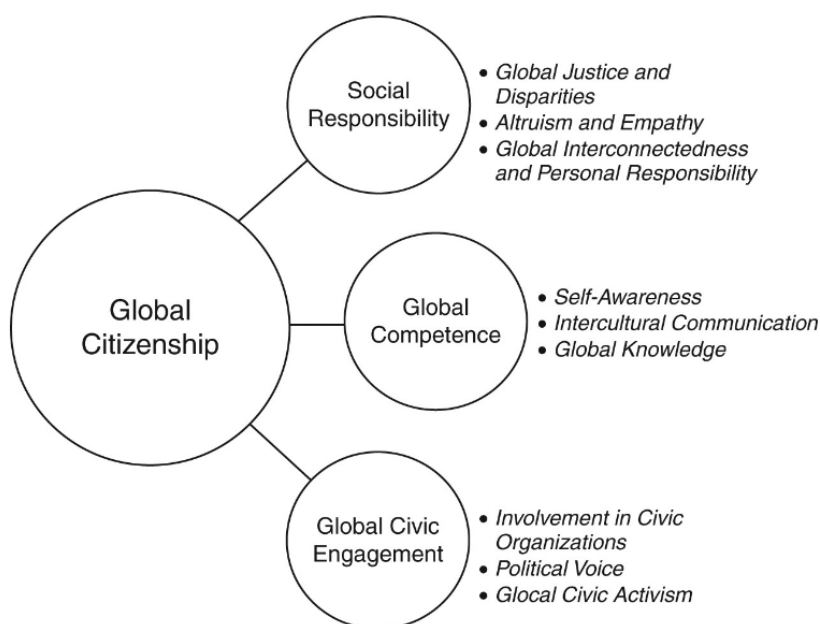 Social
Responsibility
• Global Justice and
Disparities
• Altruism and Empathy
• Global Interconnectedness
and Personal Responsibility
Global
Citizenship
Global
Competence
• Self-Awareness
• Intercultural Communication
• Global Knowledge
Global Civic
Engagement
• Involvement in Civic
Organizations
• Political Voice
• Glocal Civic Activism